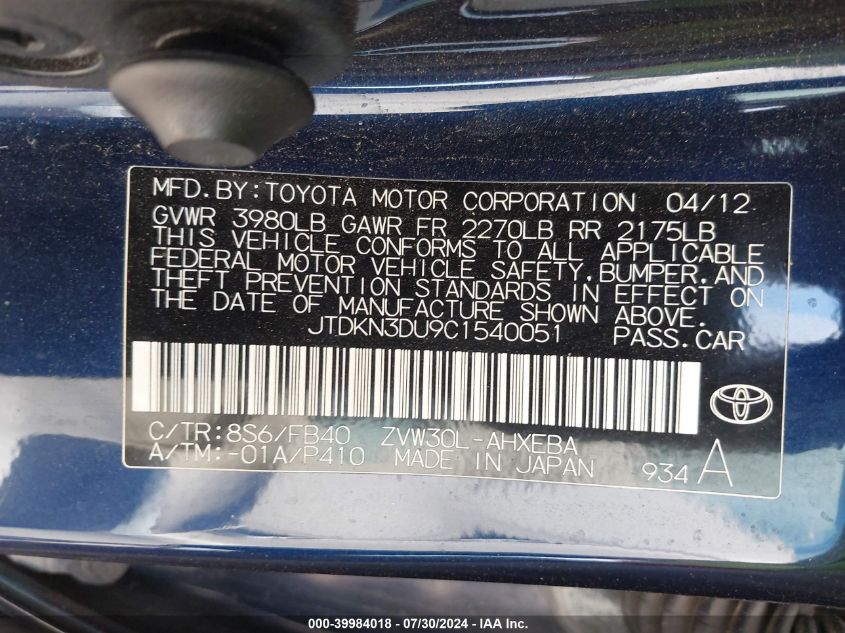 MFD.BY:TOYOTA MOTOR CORPORATION 04/12
GVWR 3980LB GAWR FR 2270LB RR 2175LB
THIS VEHICLE CONFORMS TO ALL APPLICABLE
FEDERAL MOTOR VEHICLE SAFETY,BUMPER,AND
THEFT PREVENTION STANDARDS IN EFFECT ON
THE DATE OF MANUFACTURE SHOWN ABOVE.
JTDKN3DU9C1540051 PASS.CAR
C/TR:8S6/FB40 ZVW30L-AHXEBA
A/TM:-01A/P410 MADE IN JAPAN 934 A
000-39984018 / 07/30/2024 - IAA Inc.